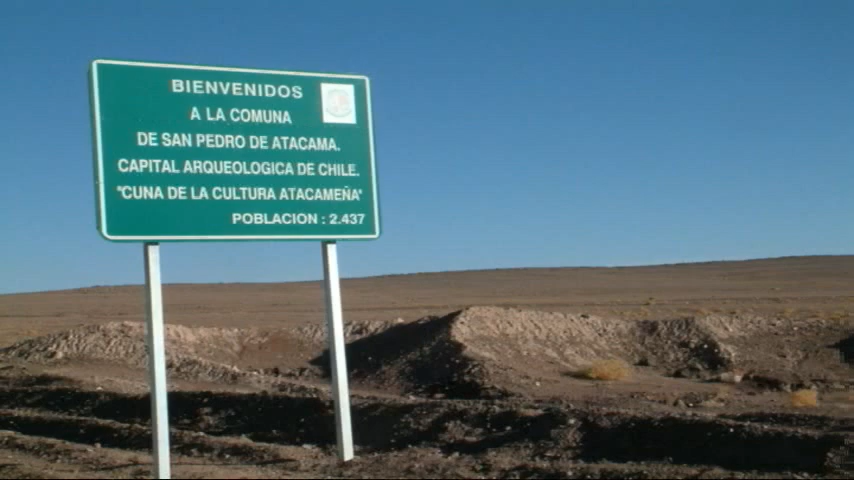 BIENVENIDOS
A LA COMUNA
DE SAN PEDRO DE ATACAMA.
CAPITAL ARQUEOLOGICA DE CHILE.
"CUNA DE LA CULTURA ATACAMEÑA"
POBLACION : 2.437